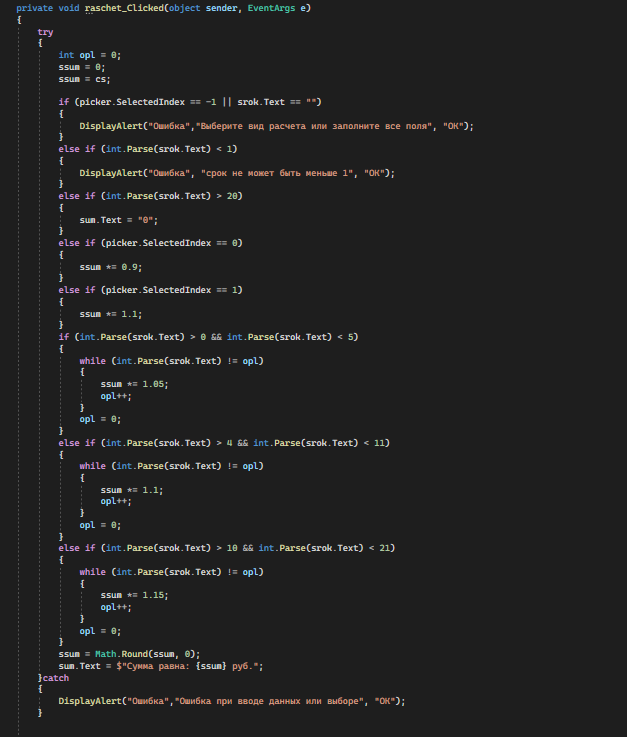 private void raschet_Clicked(object sender, EventArgs e)
{
try
{
int opl = 0;
ssum = 0;
ssum = cs;
if (picker.SelectedIndex == -1 || srok.Text == "")
{
DisplayAlert("Ошибка","Выберите вид расчета или заполните все поля", "ОК");
}
else if (int.Parse(srok.Text) < 1)
{
DisplayAlert("Ошибка", "срок не может быть меньше 1", "ОК");
}
else if (int.Parse(srok.Text) > 20)
{
sum.Text = "0";
}
else if (picker.SelectedIndex == 0)
{
ssum *= 0.9;
}
else if (picker.SelectedIndex == 1)
{
ssum *= 1.1;
}
if (int.Parse(srok.Text) > 0 && int.Parse(srok.Text) < 5)
{
while (int.Parse(srok.Text) != opl)
{
ssum *= 1.05;
opl++;
}
opl = 0;
}
else if (int.Parse(srok.Text) > 4 && int.Parse(srok.Text) < 11)
{
while (int.Parse(srok.Text) != opl)
{
ssum *= 1.1;
opl++;
}
opl = 0;
}
else if (int.Parse(srok.Text) > 10 && int.Parse(srok.Text) < 21)
{
while (int.Parse(srok.Text) != opl)
{
ssum *= 1.15;
opl++;
}
opl = 0;
}
ssum = Math.Round(ssum, 0);
sum.Text = $"Сумма равна: {ssum} руб.";
}catch
{
DisplayAlert("Ошибка","Ошибка при вводе данных или выборе", "ОК");
}